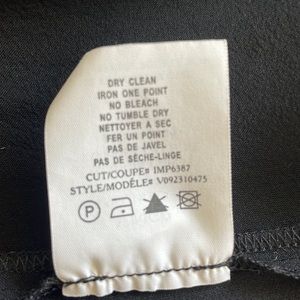 DRY CLEAN
IRON ONE POINT
NO BLEACH
NO TUMBLE DRY
NETTOYER A SEC
FER UN POINT
PAS DE JAVEL
PAS DE SÈCHE-LINGE
CUT/COUPE# IMP6387
STYLE/MODÉLE# V092310475
P